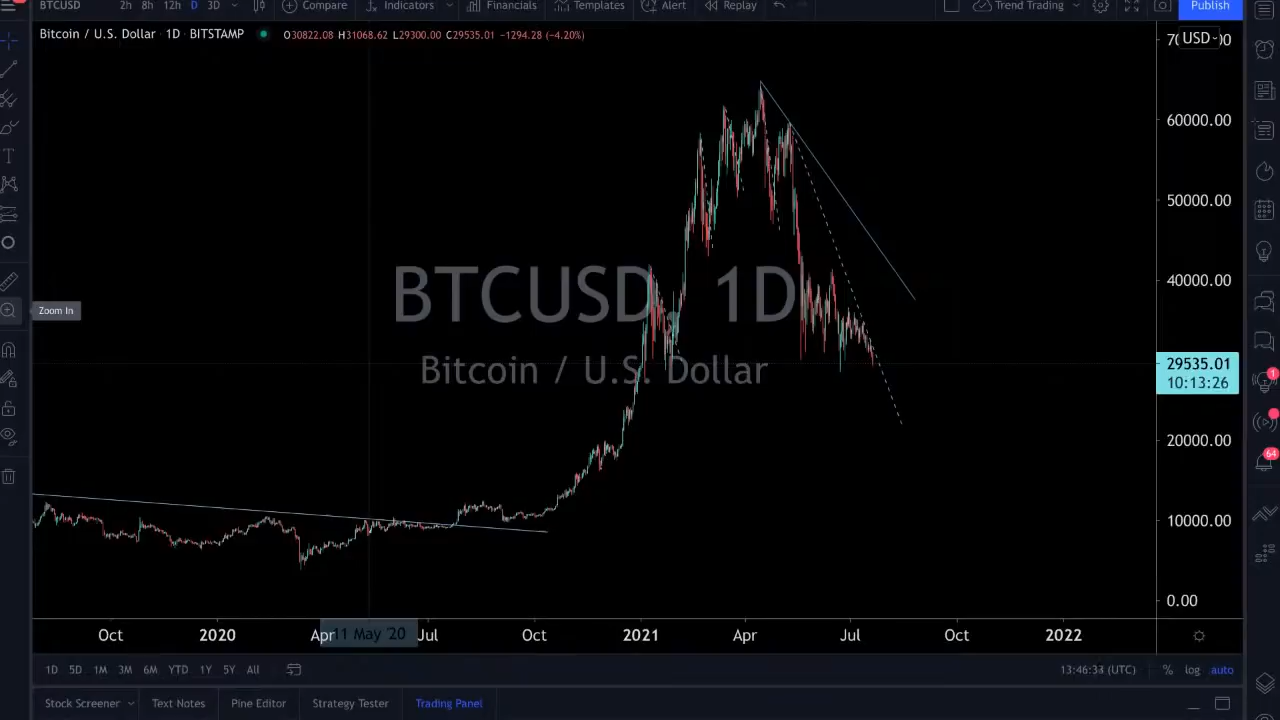 BTCUSD 2h 8h 12h D 3D Compare Indicators Financials Templates Alert Replay Trend Trading Publish
Bitcoin / U.S. Dollar · 1D · BITSTAMP O30822.08 H31068.62 L29300.00 C29535.01 −1294.28 (−4.20%)
USD
60000.00
50000.00
40000.00
BTCUSD, 1D
Bitcoin / U.S. Dollar
Zoom In
29535.01
10:13:26
1
20000.00
64
10000.00
0.00
Oct 2020 Apr 11 May '20 Jul Oct 2021 Apr Jul Oct 2022
1D 5D 1M 3M 6M YTD 1Y 5Y All 13:46:33 (UTC) % log auto
Stock Screener Text Notes Pine Editor Strategy Tester Trading Panel